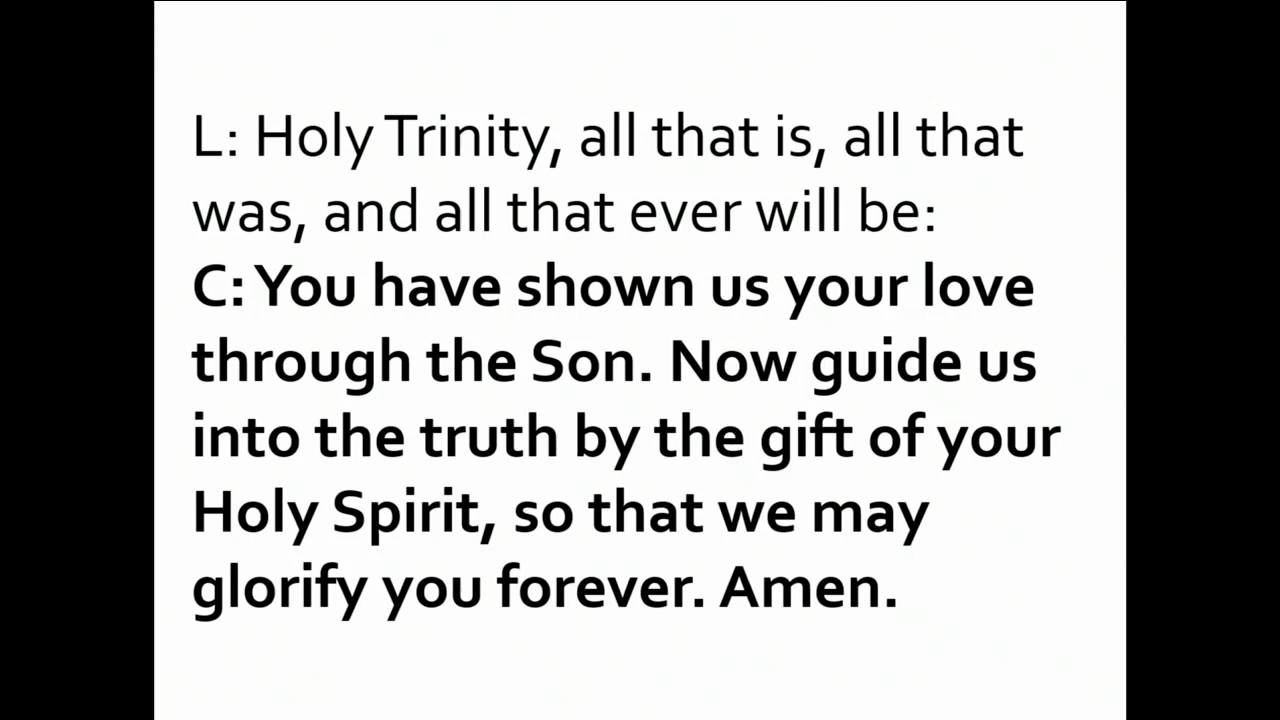 L: Holy Trinity, all that is, all that
was, and all that ever will be:
C: You have shown us your love
through the Son. Now guide us
into the truth by the gift of your
Holy Spirit, so that we may
glorify you forever. Amen.